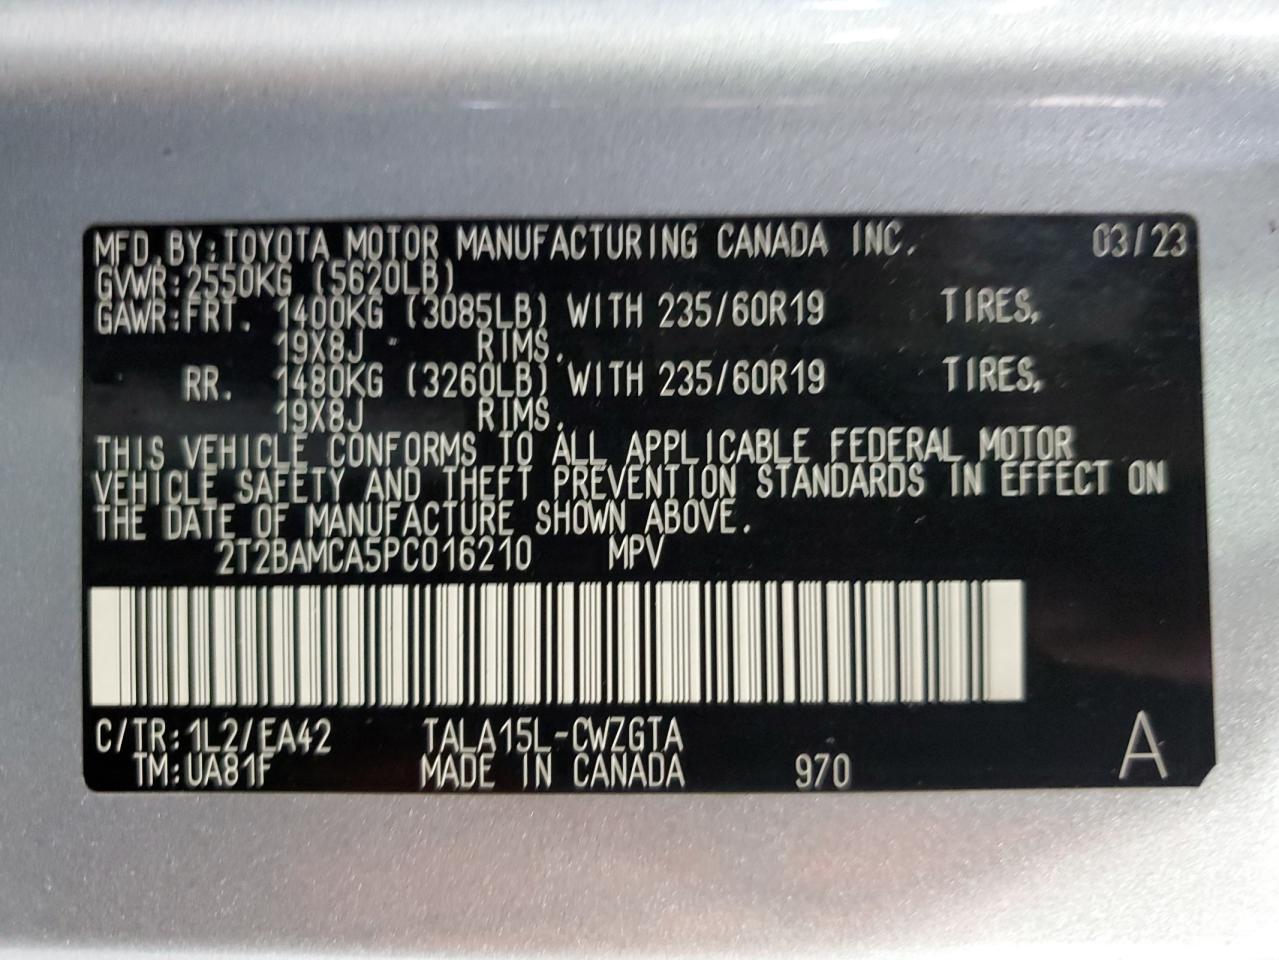 MFD.BY:TOYOTA MOTOR MANUFACTURING CANADA INC. 03/23
GVWR:2550KG (5620LB)
GAWR:FRT. 1400KG (3085LB) WITH 235/60R19 TIRES,
19X8J RIMS.
RR. 1480KG (3260LB) WITH 235/60R19 TIRES,
19X8J RIMS.
THIS VEHICLE CONFORMS TO ALL APPLICABLE FEDERAL MOTOR
VEHICLE SAFETY AND THEFT PREVENTION STANDARDS IN EFFECT ON
THE DATE OF MANUFACTURE SHOWN ABOVE.
2T2BAMCA5PC016210 MPV
C/TR:1L2/EA42 TALA15L-CWZGTA
TM:UA81F MADE IN CANADA 970 A